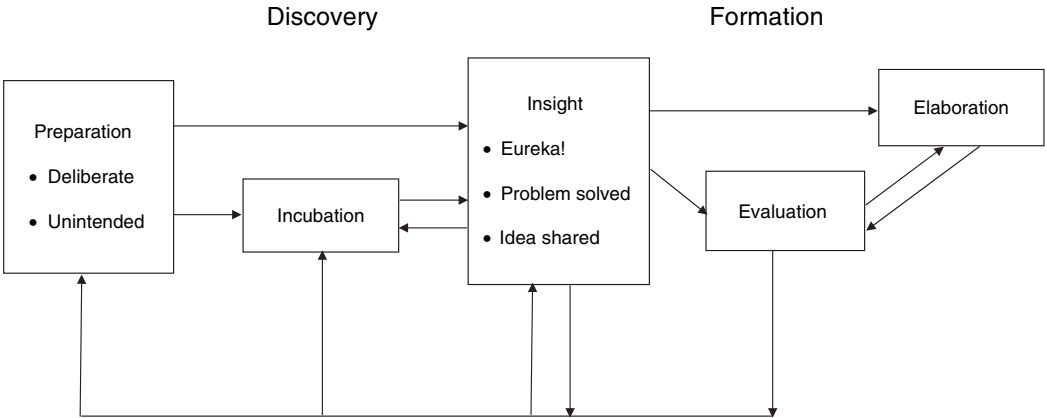 Discovery
Formation
Preparation
• Deliberate
• Unintended
Incubation
Insight
• Eureka!
• Problem solved
• Idea shared
Evaluation
Elaboration